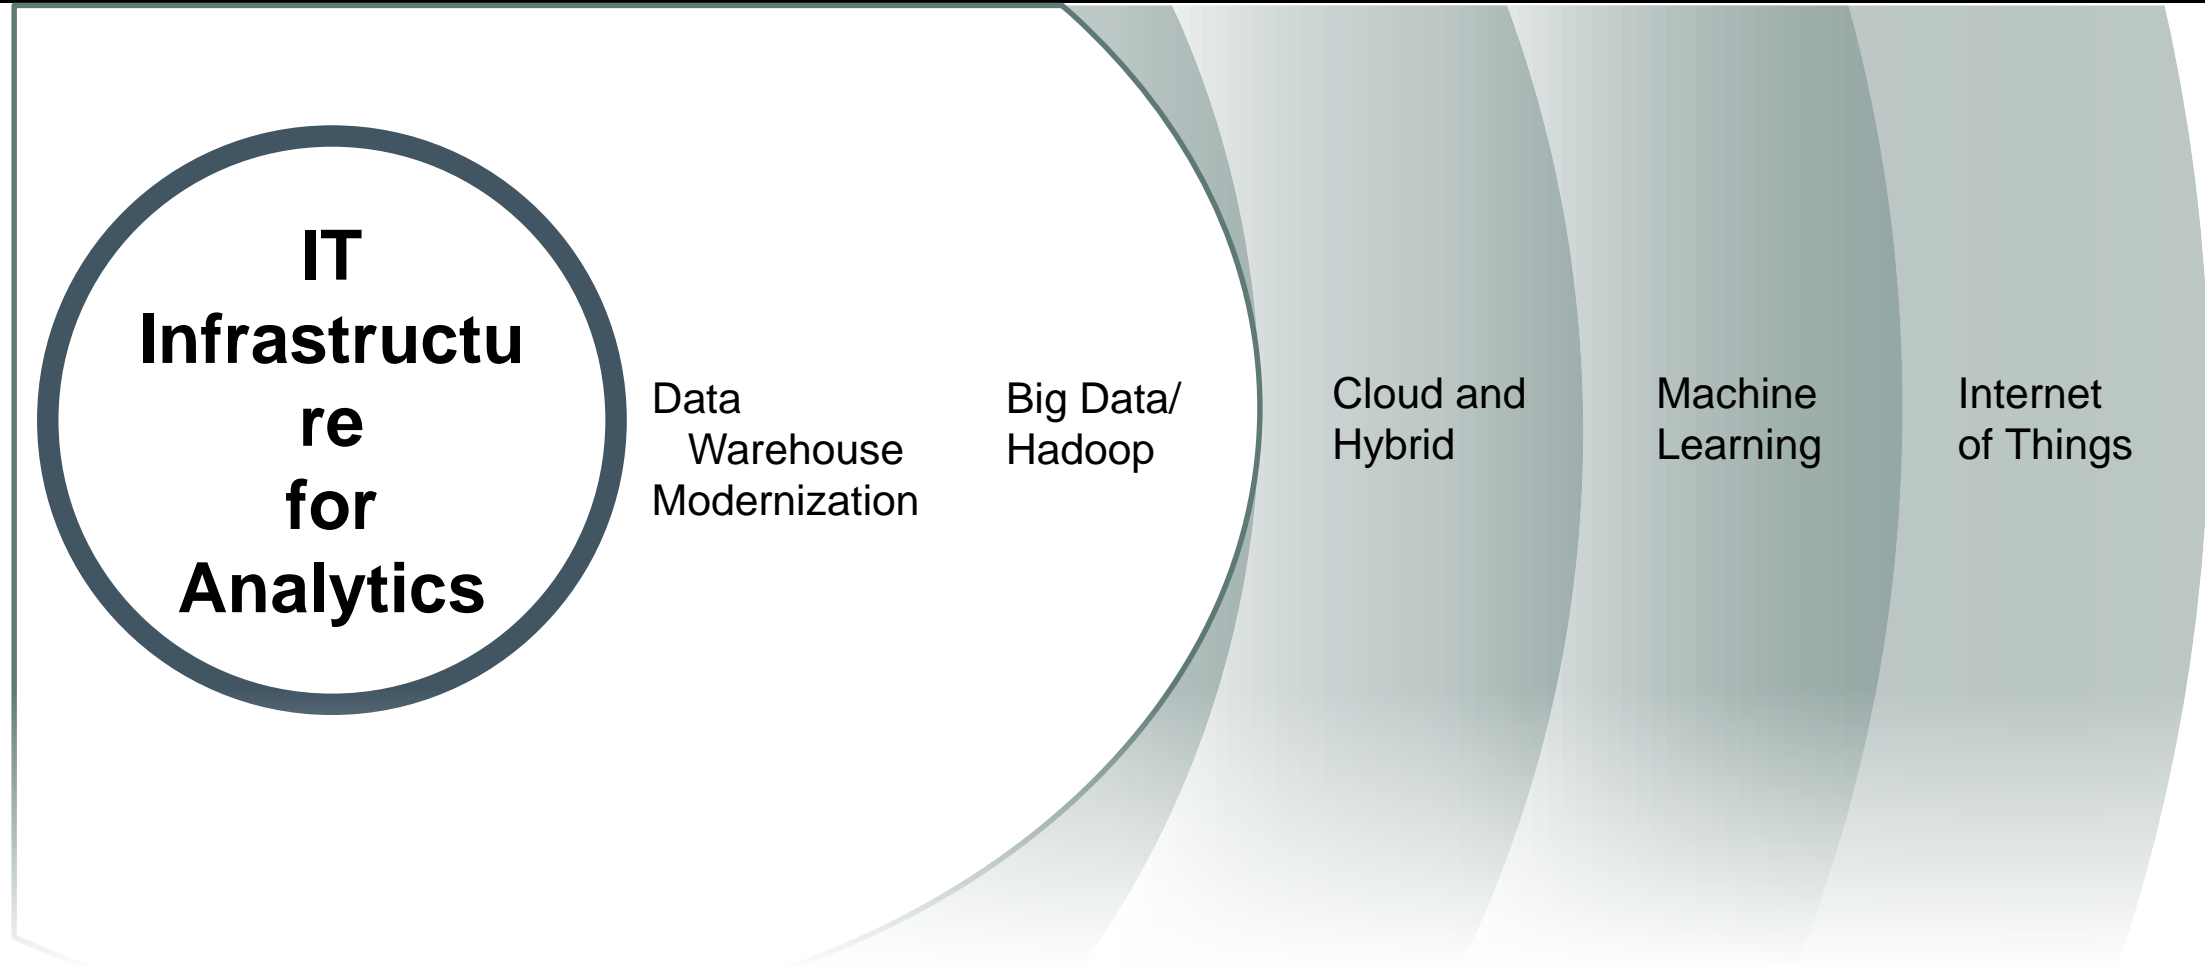 IT
Infrastructu
re
for
Analytics
Data
Warehouse
Modernization
Big Data/
Hadoop
Cloud and
Hybrid
Machine
Learning
Internet
of Things